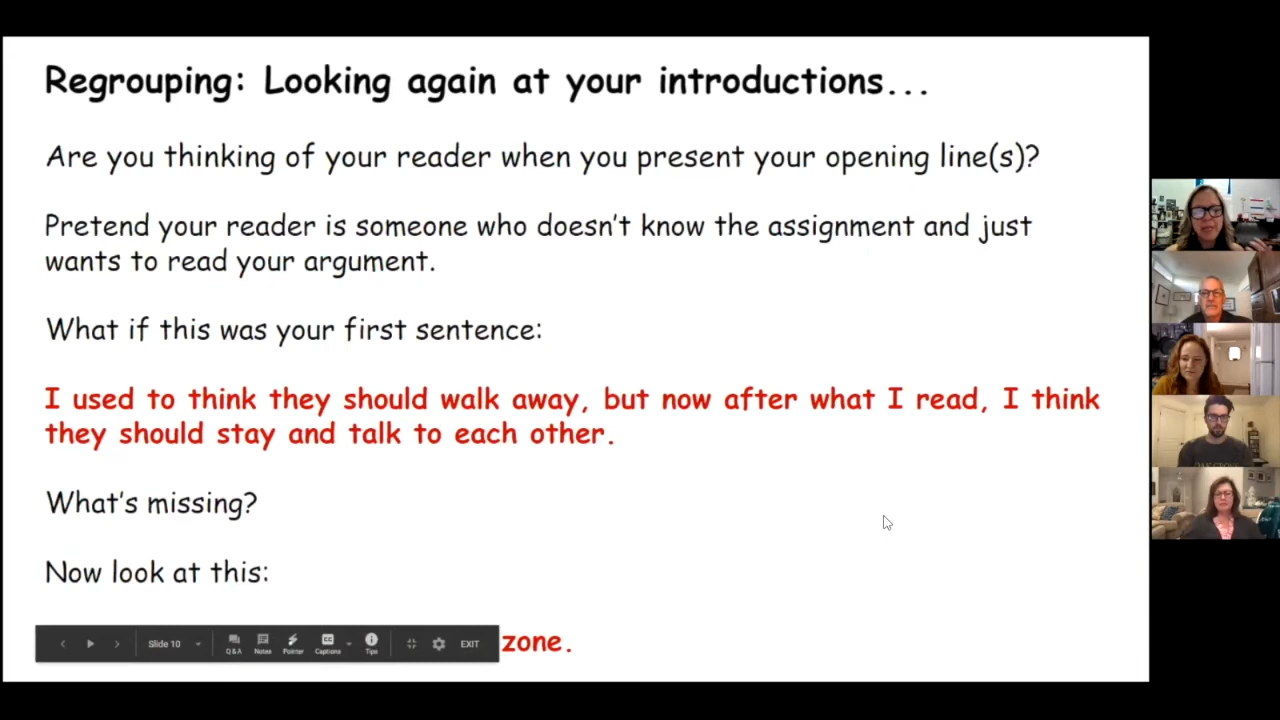 Regrouping: Looking again at your introductions...
Are you thinking of your reader when you present your opening line(s)?
Pretend your reader is someone who doesn't know the assignment and just
wants to read your argument.
What if this was your first sentence:
I used to think they should walk away, but now after what I read, I think
they should stay and talk to each other.
What's missing?
Now look at this:
zone.
Slide 10
Q&A
Notes
Pointer
CC
Captions
Tips
EXIT